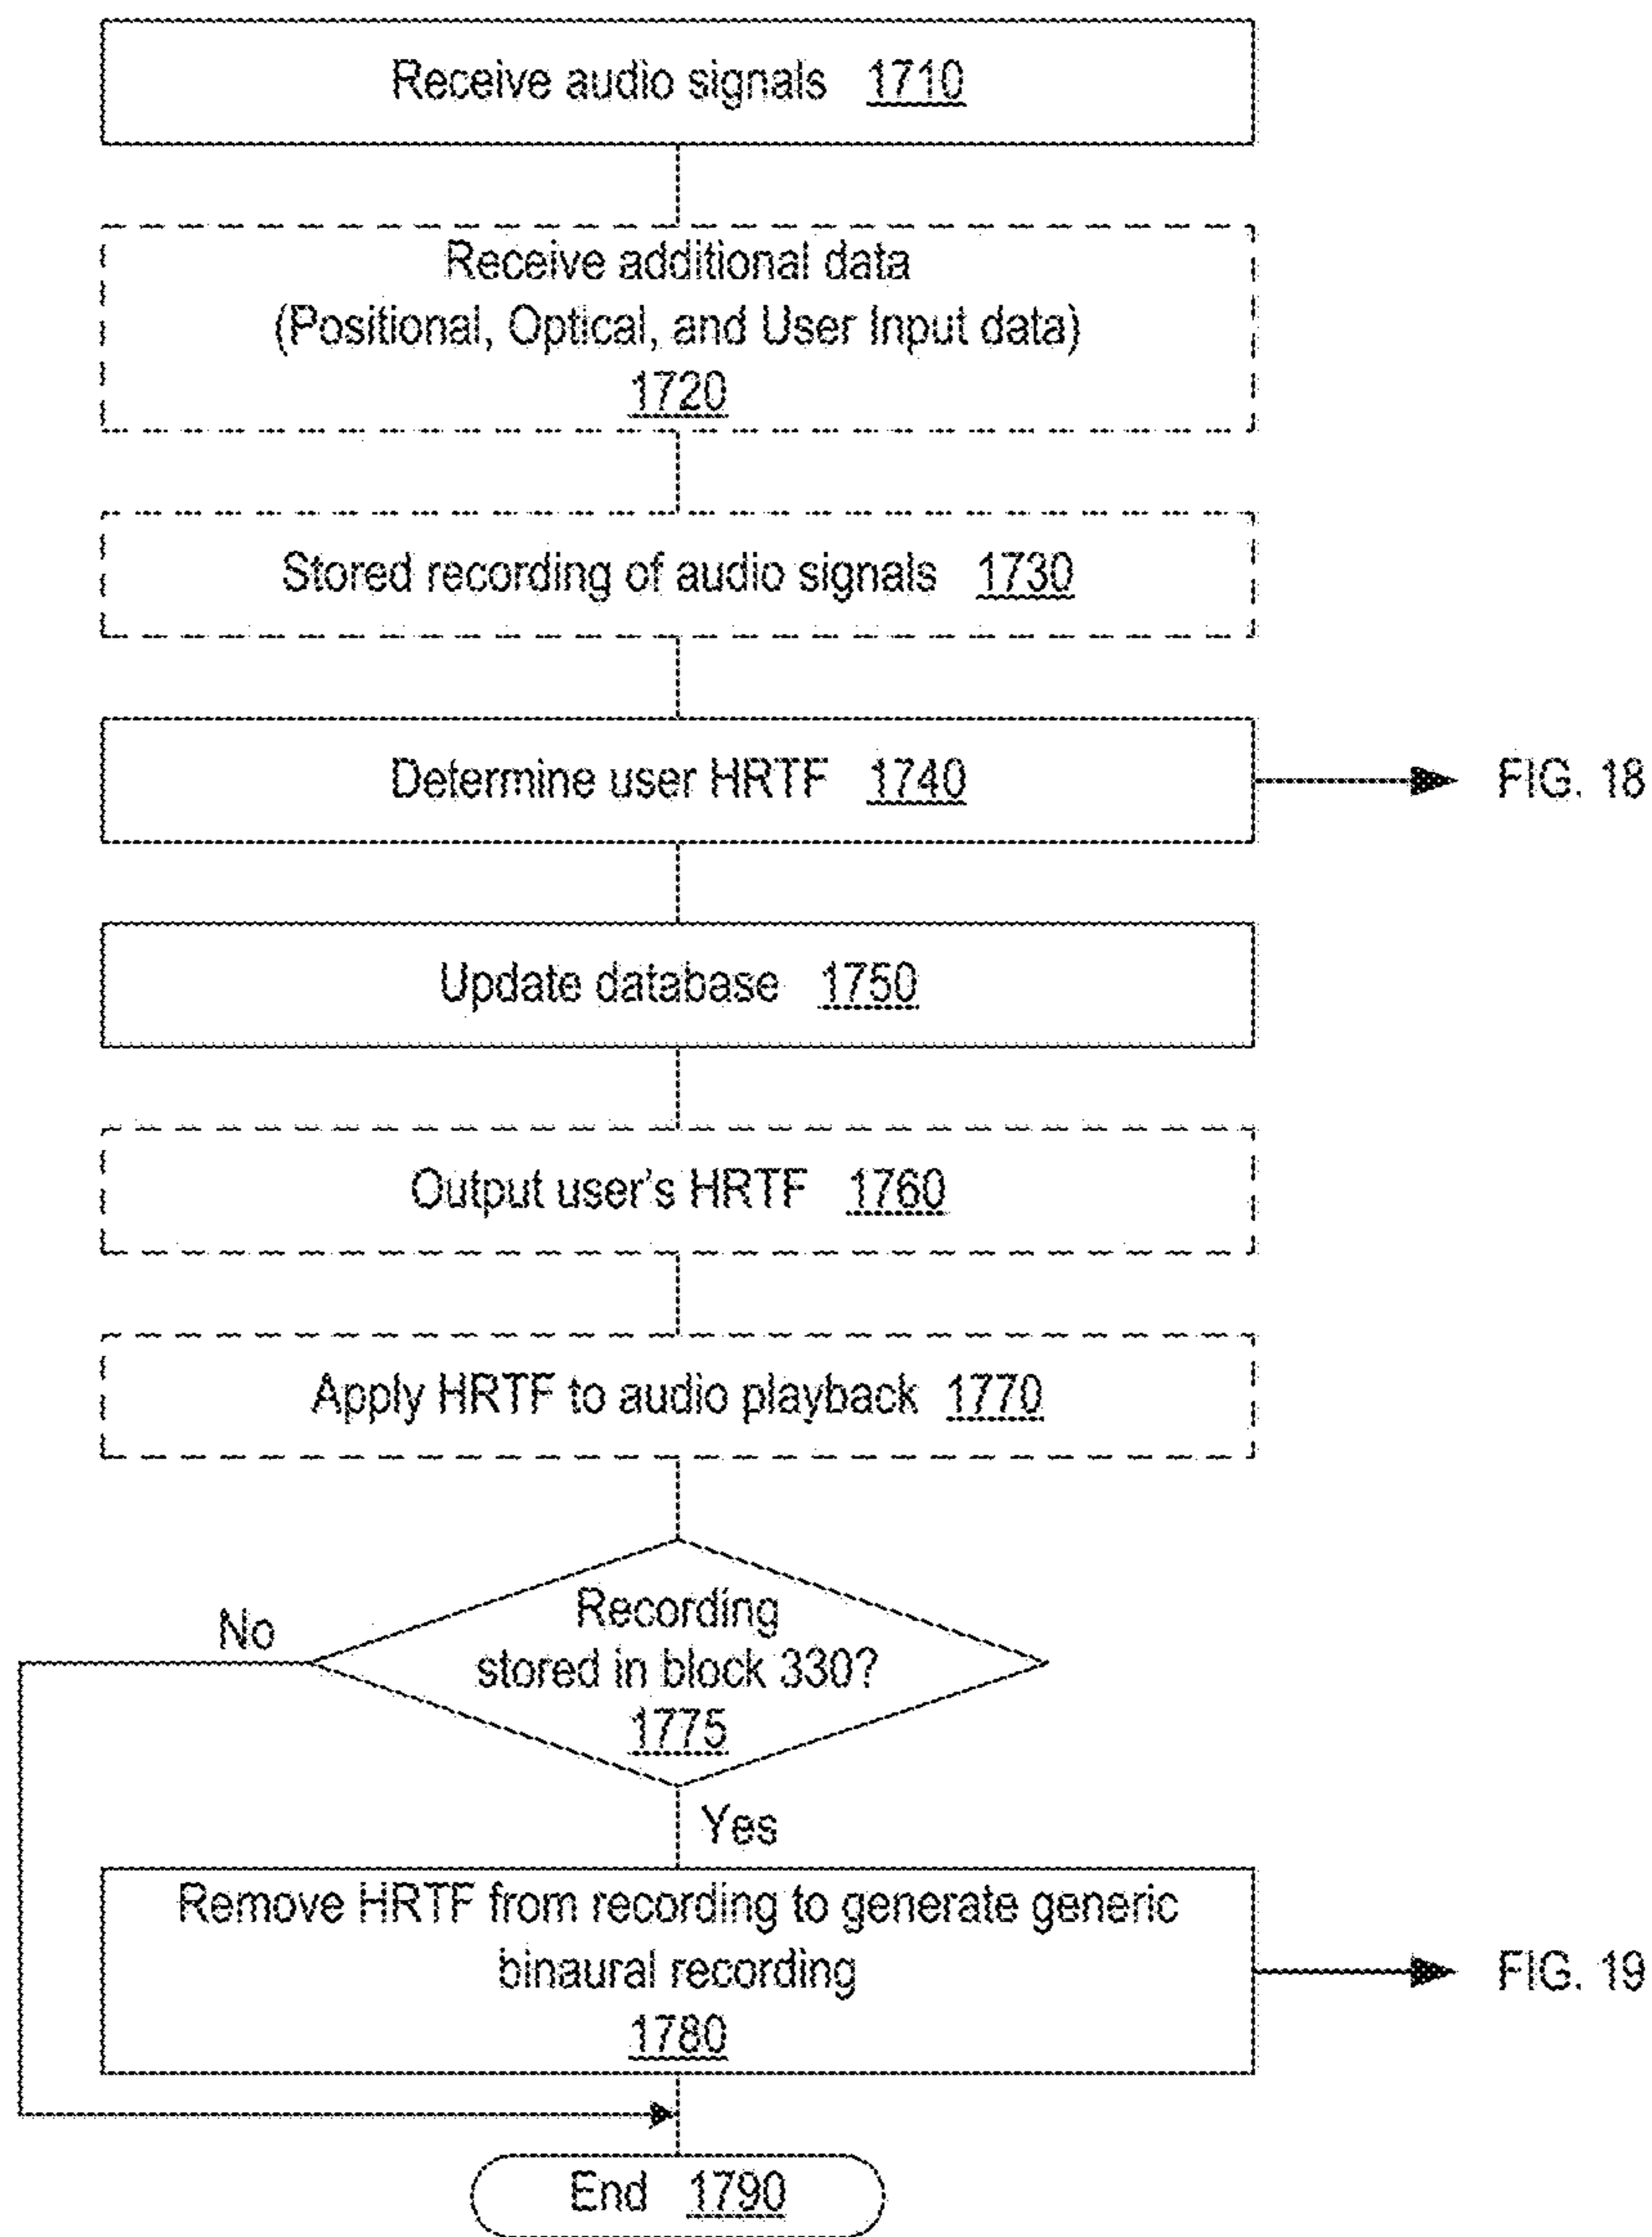 Receive audio signals 1710
Receive additional data
(Positional, Optical, and User Input data)
1720
Stored recording of audio signals 1730
Determine user HRTF 1740
FIG. 18
Update database 1750
Output user's HRTF 1760
Apply HRTF to audio playback 1770
No
Recording
stored in block 330?
1775
Yes
Remove HRTF from recording to generate generic
binaural recording
1780
FIG. 19
End 1790